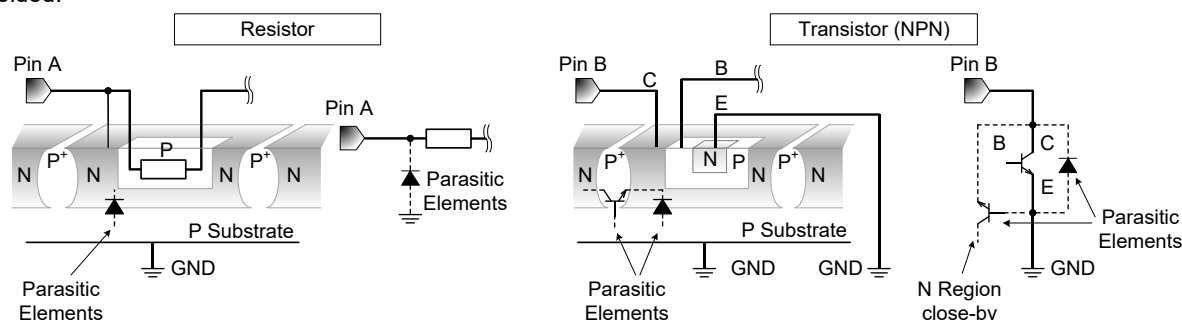 Resistor
Transistor (NPN)
Pin A
Pin A
N
P+
N
P
N
P+
N
Parasitic
Elements
P Substrate
GND
Parasitic
Elements
Pin B
C
B
E
N
P+
N
N
P
N
P+
N
P Substrate
GND
GND
Parasitic
Elements
Pin B
B
C
E
Parasitic
Elements
GND
N Region
close-by